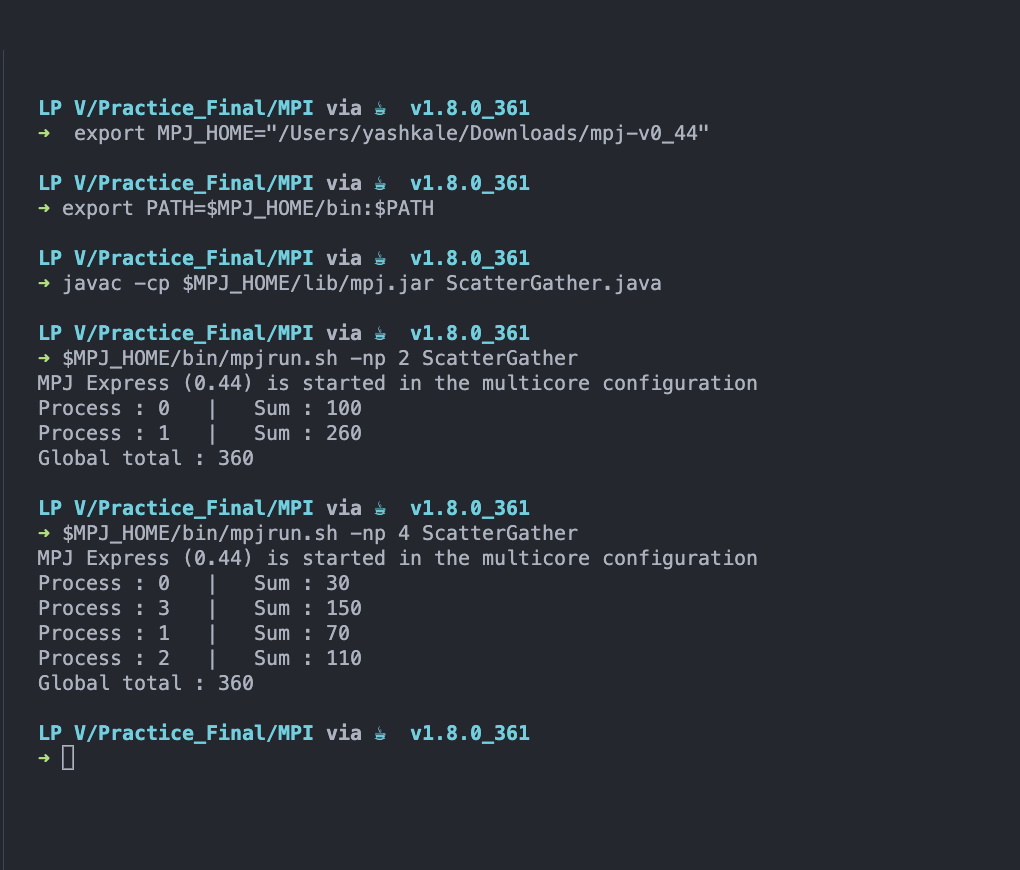 LP V/Practice_Final/MPI via ☕ v1.8.0_361
➜  export MPJ_HOME="/Users/yashkale/Downloads/mpj-v0_44"
LP V/Practice_Final/MPI via ☕ v1.8.0_361
➜ export PATH=$MPJ_HOME/bin:$PATH
LP V/Practice_Final/MPI via ☕ v1.8.0_361
➜ javac -cp $MPJ_HOME/lib/mpj.jar ScatterGather.java
LP V/Practice_Final/MPI via ☕ v1.8.0_361
➜ $MPJ_HOME/bin/mpjrun.sh -np 2 ScatterGather
MPJ Express (0.44) is started in the multicore configuration
Process : 0   |   Sum : 100
Process : 1   |   Sum : 260
Global total : 360
LP V/Practice_Final/MPI via ☕ v1.8.0_361
➜ $MPJ_HOME/bin/mpjrun.sh -np 4 ScatterGather
MPJ Express (0.44) is started in the multicore configuration
Process : 0   |   Sum : 30
Process : 3   |   Sum : 150
Process : 1   |   Sum : 70
Process : 2   |   Sum : 110
Global total : 360
LP V/Practice_Final/MPI via ☕ v1.8.0_361
➜